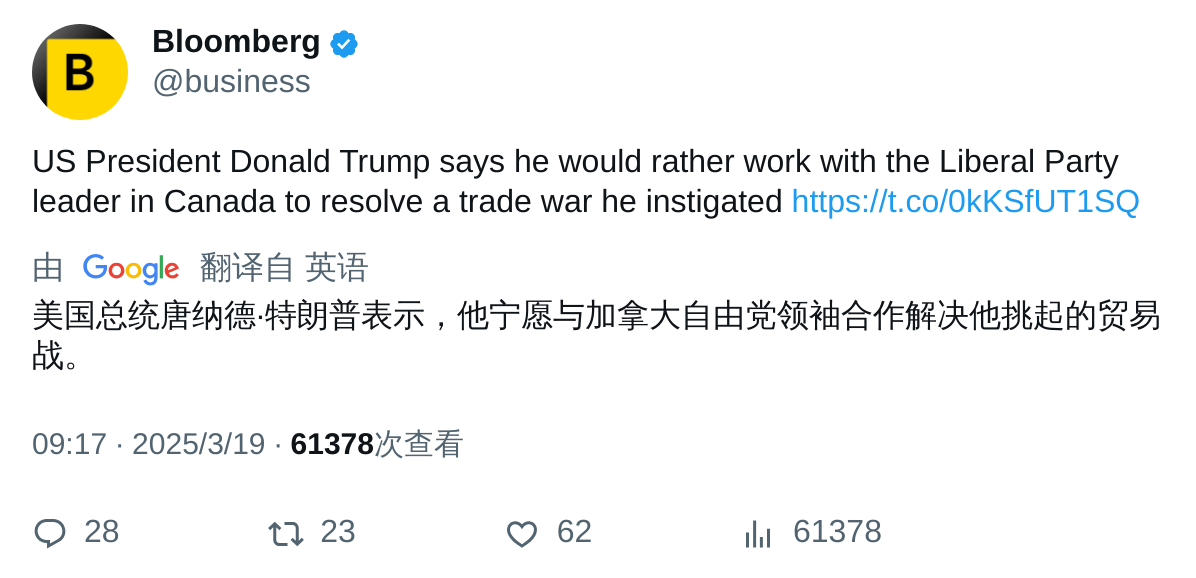 B
Bloomberg
@business
US President Donald Trump says he would rather work with the Liberal Party
leader in Canada to resolve a trade war he instigated https://t.co/0kKSfUT1SQ
由 Google 翻译自 英语
美国总统唐纳德·特朗普表示，他宁愿与加拿大自由党领袖合作解决他挑起的贸易
战。
09:17 · 2025/3/19 · 61378次查看
28 23 62 61378